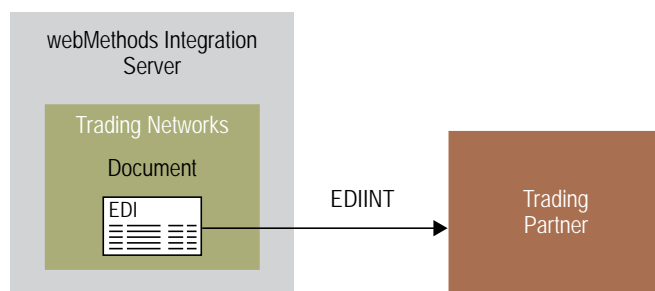 webMethods Integration
Server
Trading Networks
Document
EDI
EDIINT
Trading
Partner